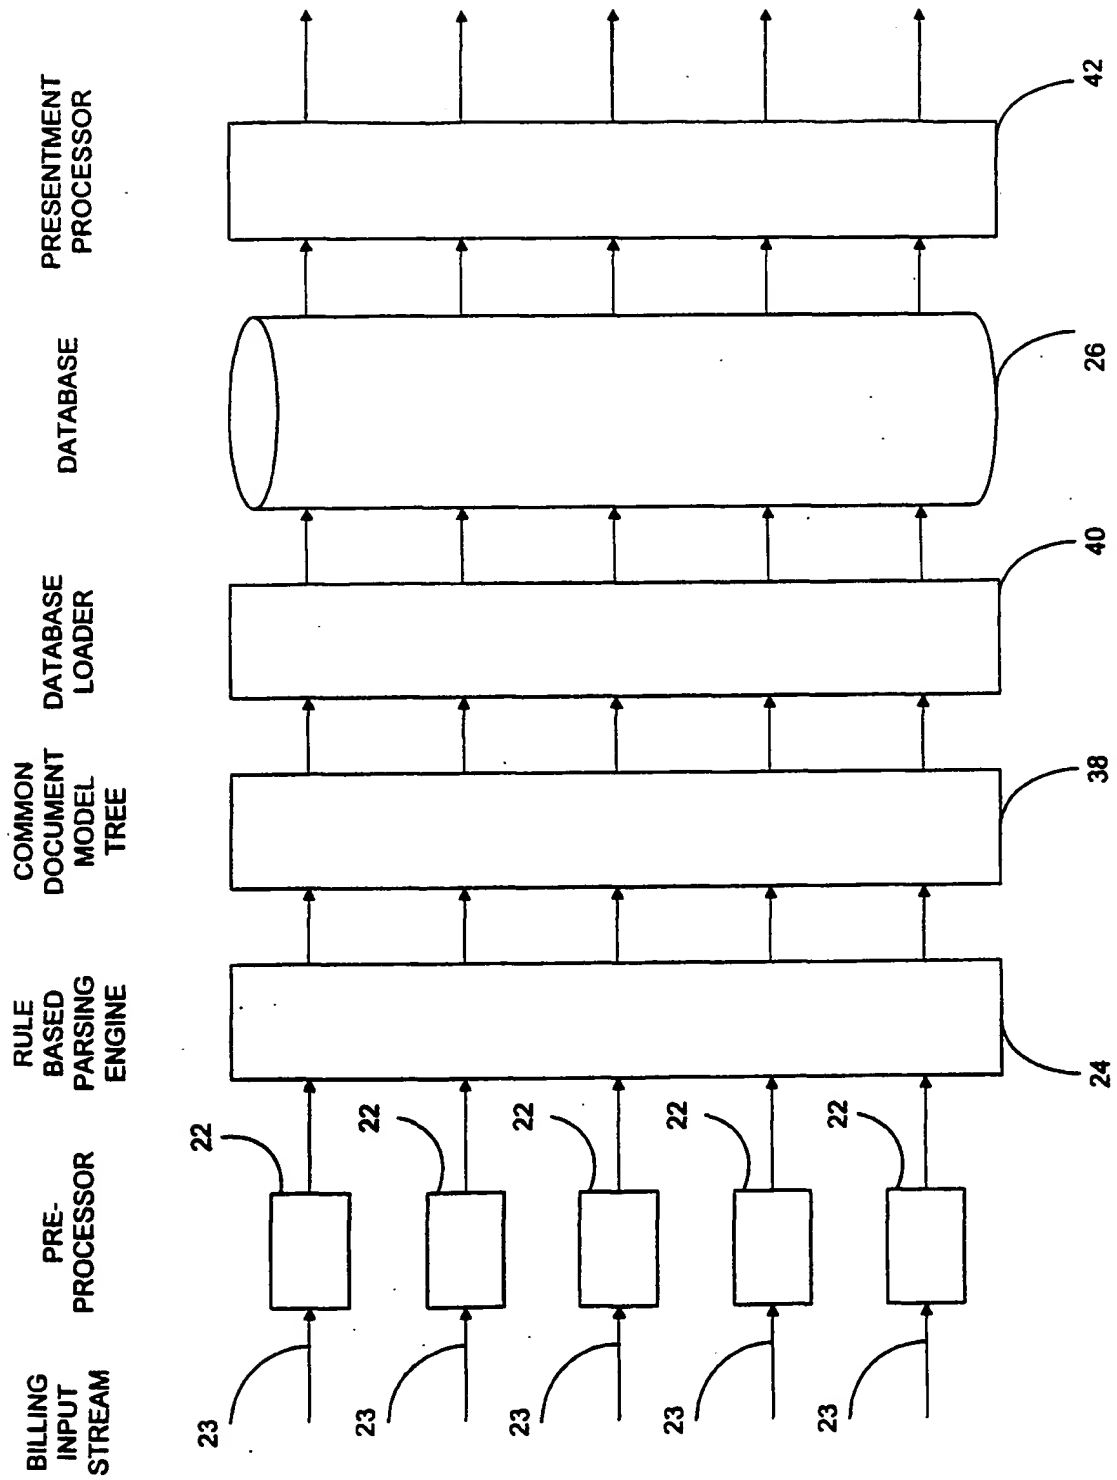 BILLING
INPUT
STREAM
PRE-
PROCESSOR
RULE
BASED
PARSING
ENGINE
COMMON
DOCUMENT
MODEL
TREE
DATABASE
LOADER
DATABASE
PRESENTMENT
PROCESSOR
23
22
23
22
23
22
23
22
23
22
24
38
40
26
42